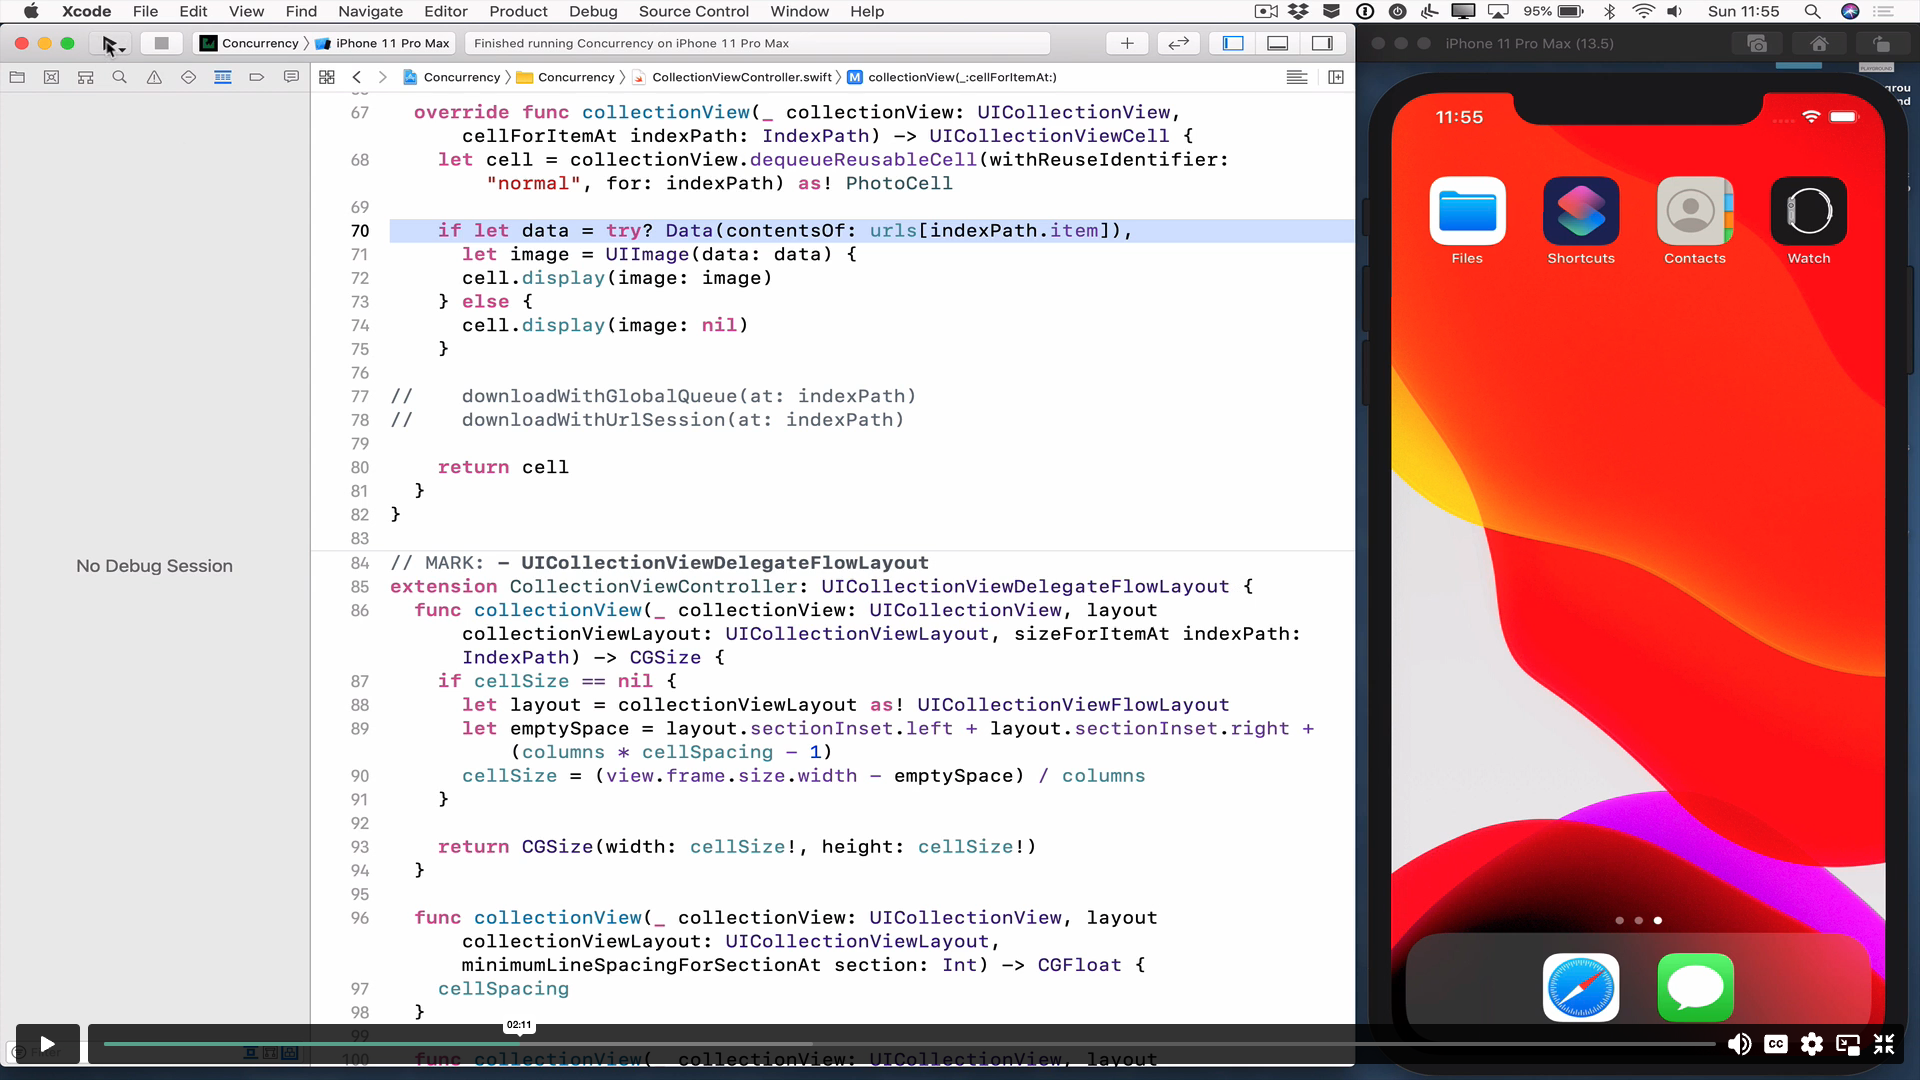 Xcode File Edit View Find Navigate Editor Product Debug Source Control Window Help 95% Sun 11:55
Concurrency iPhone 11 Pro Max Finished running Concurrency on iPhone 11 Pro Max
iPhone 11 Pro Max (13.5)
Concurrency Concurrency CollectionViewController.swift M collectionView(_:cellForItemAt:)
67 override func collectionView(_ collectionView: UICollectionView,
cellForItemAt indexPath: IndexPath) -> UICollectionViewCell {
68 let cell = collectionView.dequeueReusableCell(withReuseIdentifier:
"normal", for: indexPath) as! PhotoCell
69
70 if let data = try? Data(contentsOf: urls[indexPath.item]),
71 let image = UIImage(data: data) {
72 cell.display(image: image)
73 } else {
74 cell.display(image: nil)
75 }
76
77 // downloadWithGlobalQueue(at: indexPath)
78 // downloadWithUrlSession(at: indexPath)
79
80 return cell
81 }
82 }
83
84 // MARK: - UICollectionViewDelegateFlowLayout
85 extension CollectionViewController: UICollectionViewDelegateFlowLayout {
86 func collectionView(_ collectionView: UICollectionView, layout
collectionViewLayout: UICollectionViewLayout, sizeForItemAt indexPath:
IndexPath) -> CGSize {
87 if cellSize == nil {
88 let layout = collectionViewLayout as! UICollectionViewFlowLayout
89 let emptySpace = layout.sectionInset.left + layout.sectionInset.right +
(columns * cellSpacing - 1)
90 cellSize = (view.frame.size.width - emptySpace) / columns
91 }
92
93 return CGSize(width: cellSize!, height: cellSize!)
94 }
95
96 func collectionView(_ collectionView: UICollectionView, layout
collectionViewLayout: UICollectionViewLayout,
minimumLineSpacingForSectionAt section: Int) -> CGFloat {
97 cellSpacing
98 }
99
100 func collectionView(_ collectionView: UICollectionView, layout
No Debug Session
02:11
CC
11:55
Files Shortcuts Contacts Watch